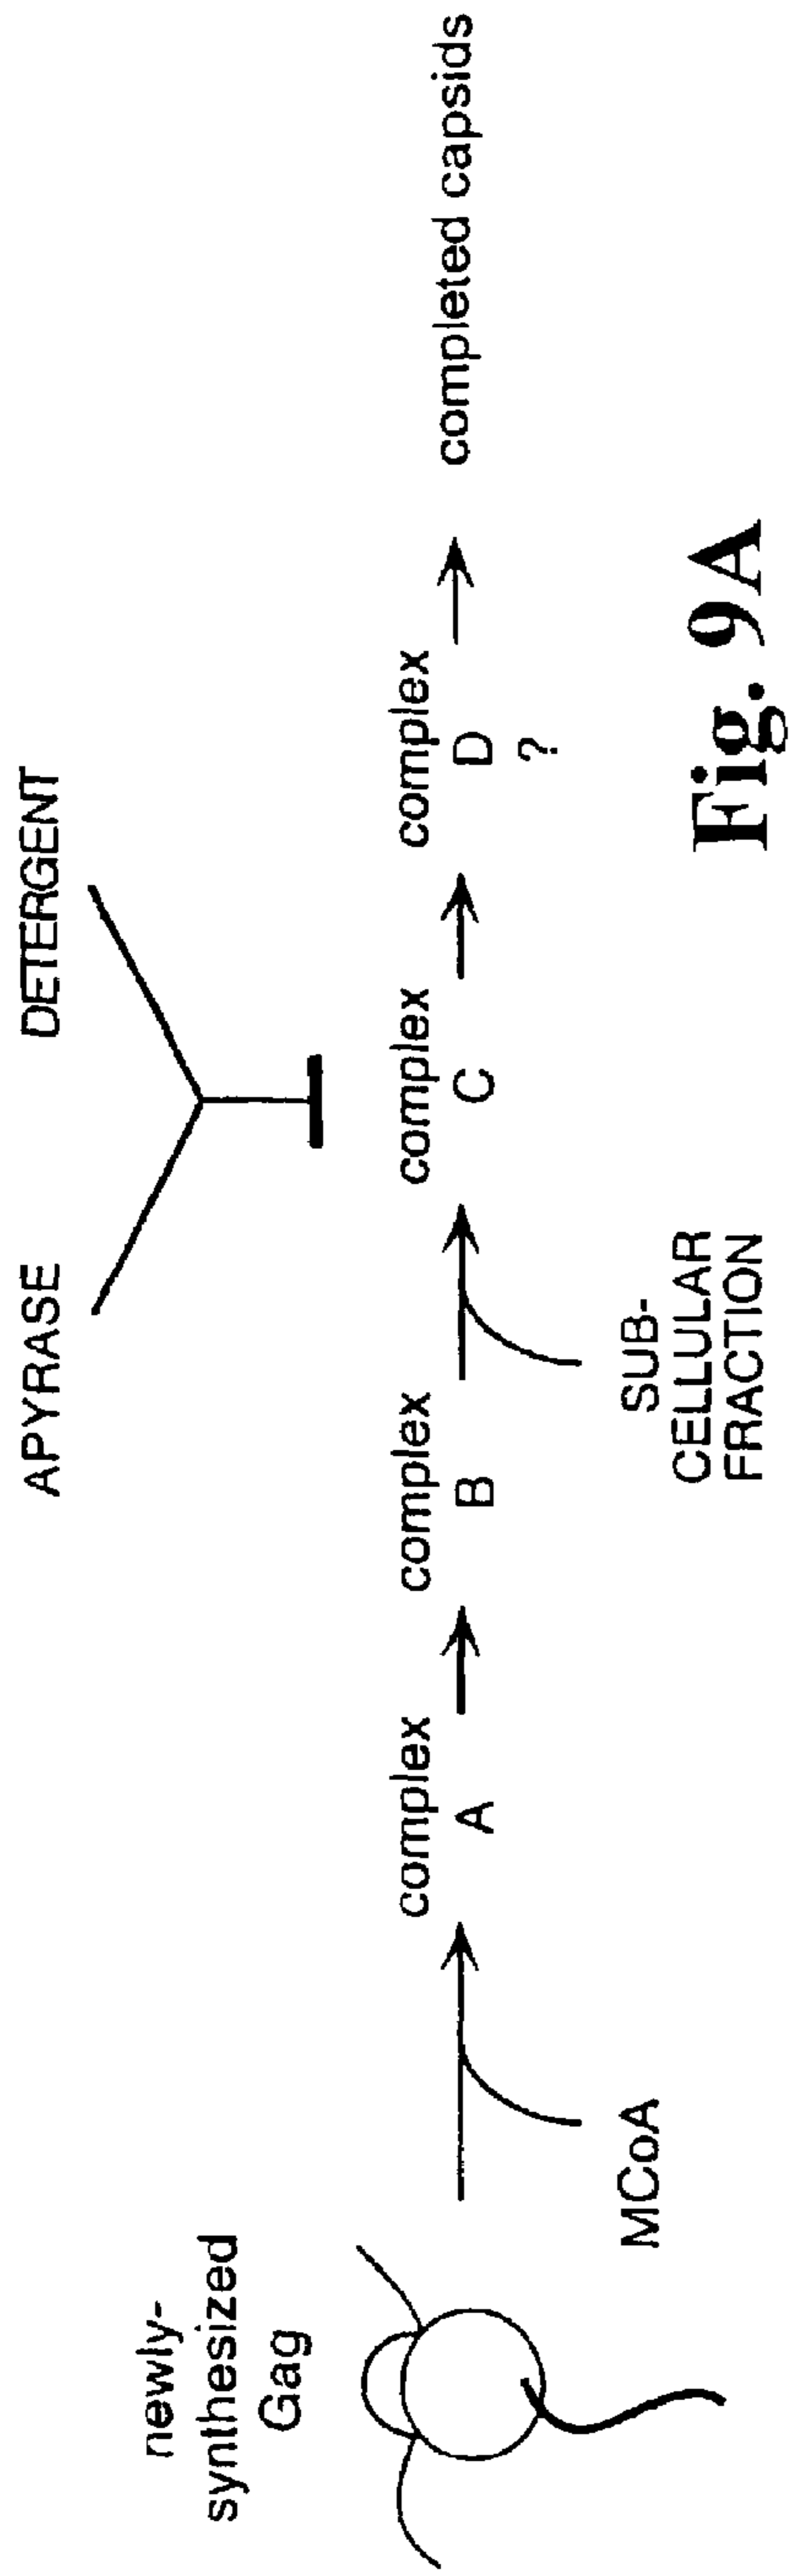 APYRASE
DETERGENT
newly-
synthesized
Gag
complex
A
complex
B
complex
C
complex
D
?
completed capsids
MCoA
SUB-
CELLULAR
FRACTION
Fig. 9A